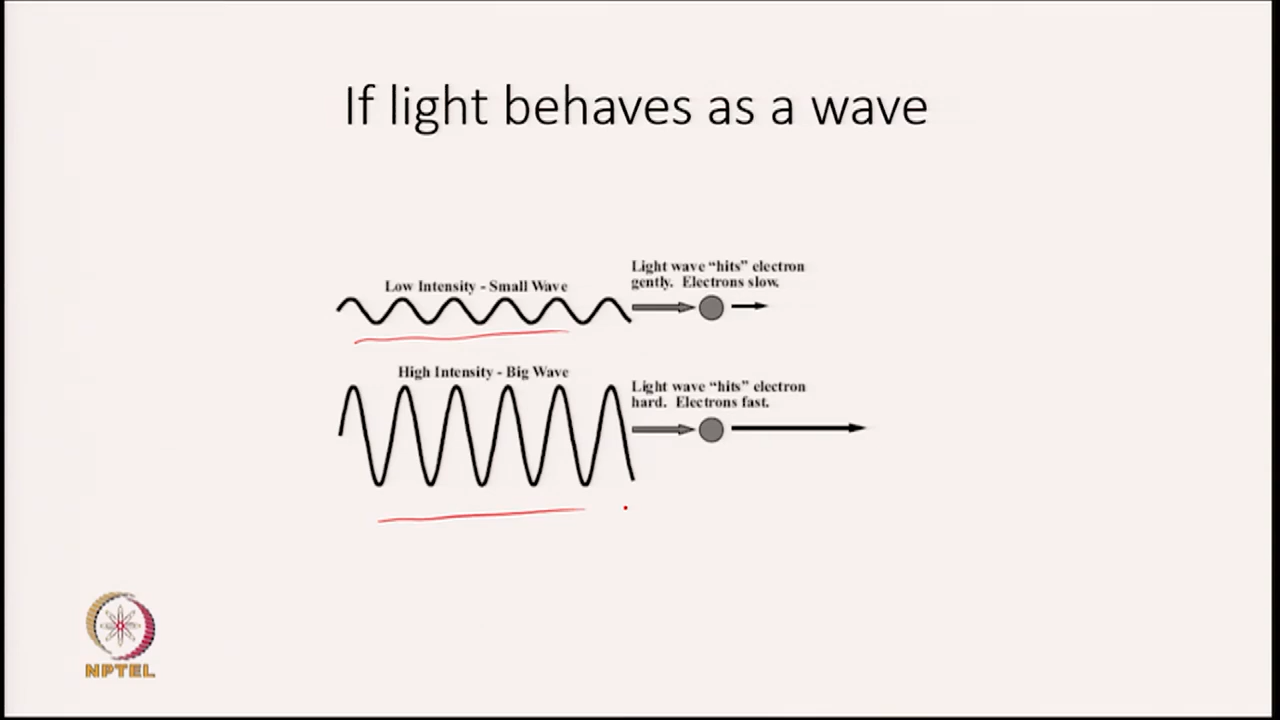 If light behaves as a wave
Low Intensity - Small Wave
Light wave “hits” electron
gently. Electrons slow.
High Intensity - Big Wave
Light wave “hits” electron
hard. Electrons fast.
NPTEL